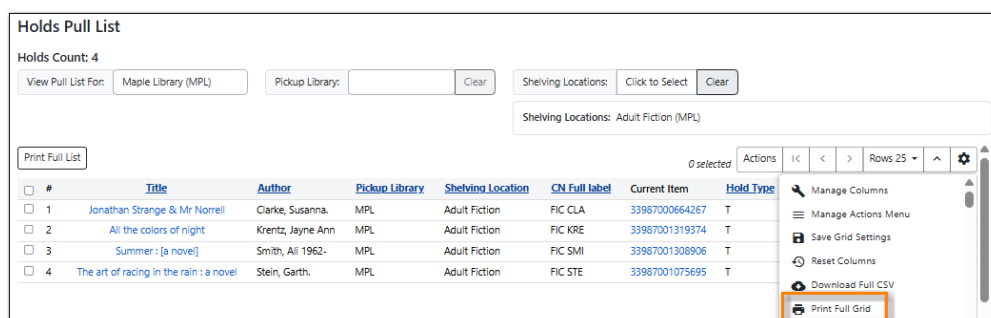 Holds Pull List
Holds Count: 4
View Pull List For: Maple Library (MPL) Pickup Library: Clear Shelving Locations: Click to Select Clear
Shelving Locations: Adult Fiction (MPL)
Print Full List 0 selected Actions Rows 25
# Title Author Pickup Library Shelving Location CN Full label Current Item Hold Type
1 Jonathan Strange & Mr Norrell Clarke, Susanna. MPL Adult Fiction FIC CLA 33987000664267 T
2 All the colors of night Krentz, Jayne Ann MPL Adult Fiction FIC KRE 33987001319374 T
3 Summer : [a novel] Smith, Ali 1962- MPL Adult Fiction FIC SMI 33987001308906 T
4 The art of racing in the rain : a novel Stein, Garth. MPL Adult Fiction FIC STE 33987001075695 T
Manage Columns
Manage Actions Menu
Save Grid Settings
Reset Columns
Download Full CSV
Print Full Grid